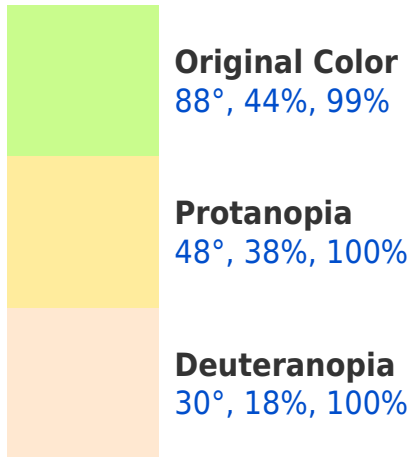 Original Color
88°, 44%, 99%
Protanopia
48°, 38%, 100%
Deuteranopia
30°, 18%, 100%